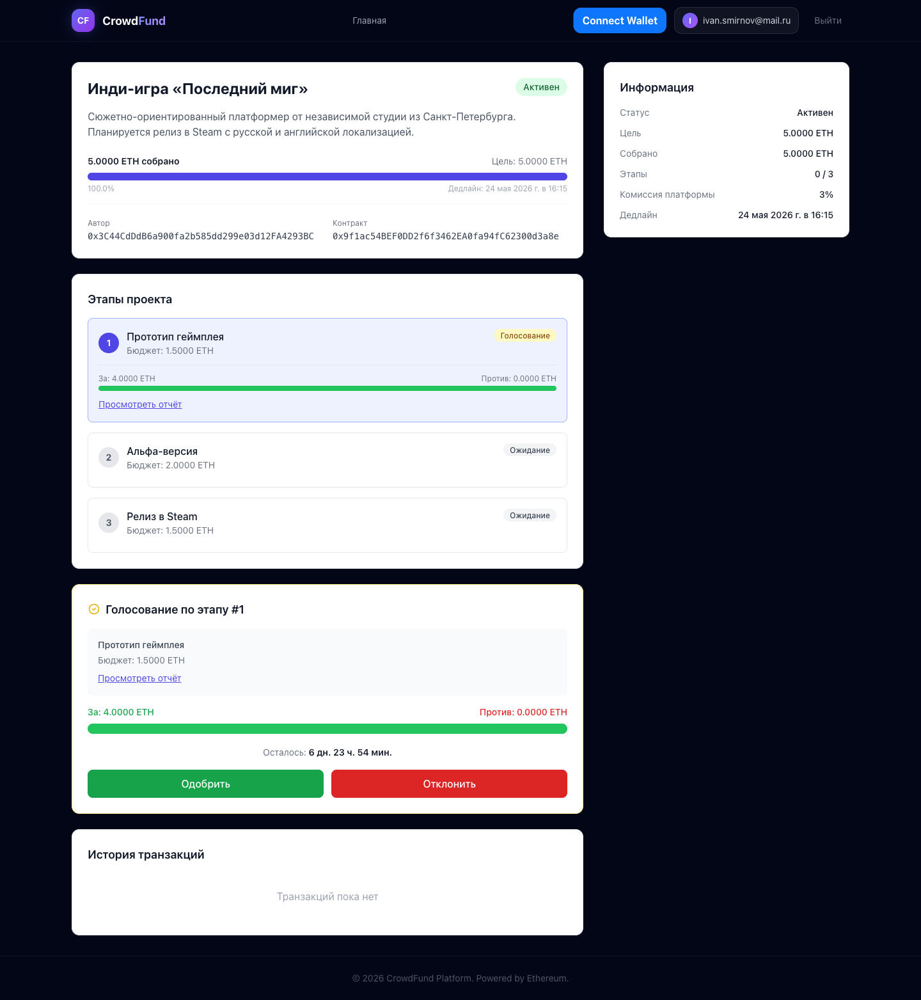 CF CrowdFund Главная Connect Wallet I ivan.smirnov@mail.ru Выйти
Инди-игра «Последний миг» Активен
Сюжетно-ориентированный платформер от независимой студии из Санкт-Петербурга.
Планируется релиз в Steam с русской и английской локализацией.
5.0000 ETH собрано Цель: 5.0000 ETH
100.0% Дедлайн: 24 мая 2026 г. в 16:15
Автор Контракт
0x3C44CdDdB6a900fa2b585dd299e03d12FA4293BC 0x9f1ac54BEF0DD2f6f3462EA0fa94fC62300d3a8e
Информация
Статус Активен
Цель 5.0000 ETH
Собрано 5.0000 ETH
Этапы 0 / 3
Комиссия платформы 3%
Дедлайн 24 мая 2026 г. в 16:15
Этапы проекта
1 Прототип геймплея Голосование
Бюджет: 1.5000 ETH
За: 4.0000 ETH Против: 0.0000 ETH
Просмотреть отчёт
2 Альфа-версия Ожидание
Бюджет: 2.0000 ETH
3 Релиз в Steam Ожидание
Бюджет: 1.5000 ETH
Голосование по этапу #1
Прототип геймплея
Бюджет: 1.5000 ETH
Просмотреть отчёт
За: 4.0000 ETH Против: 0.0000 ETH
Осталось: 6 дн. 23 ч. 54 мин.
Одобрить Отклонить
История транзакций
Транзакций пока нет
© 2026 CrowdFund Platform. Powered by Ethereum.